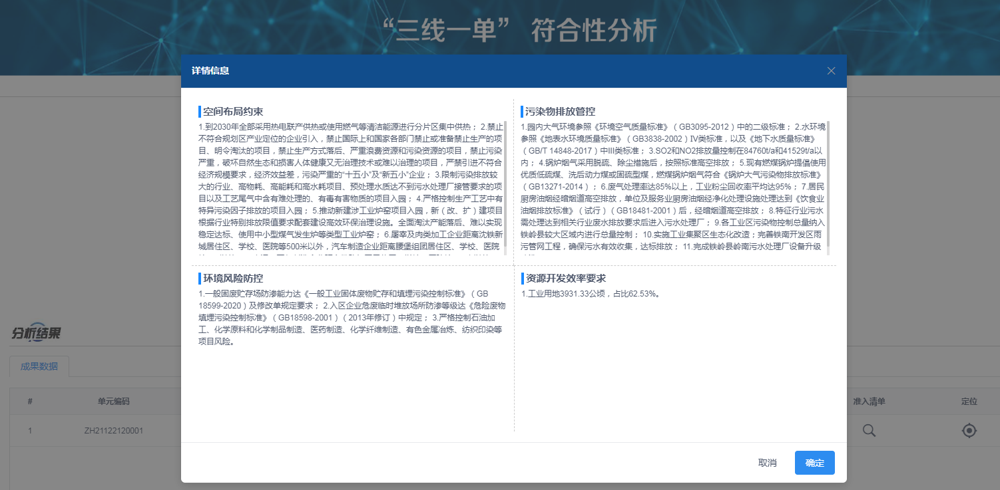 “三线一单” 符合性分析
详情信息
空间布局约束
1.到2030年全部采用热电联产供热或使用燃气等清洁能源进行分片区集中供热； 2.禁止
不符合规划区产业定位的企业引入，禁止国际上和国家各部门禁止或准备禁止生产的项
目、明令淘汰的项目，禁止生产方式落后、严重浪费资源和污染资源的项目，禁止污染
严重，破坏自然生态和损害人体健康又无治理技术或难以治理的项目，严禁引进不符合
经济规模要求，经济效益差，污染严重的“十五小”及“新五小”企业； 3.限制污染排放较
大的行业、高物耗、高能耗和高水耗项目、预处理水质达不到污水处理厂接管要求的项
目以及工艺尾气中含有难处理的、有毒有害物质的项目入园； 4.严格控制生产工艺中有
特异污染因子排放的项目入园； 5.推动新建涉工业炉窑项目入园，新（改、扩）建项目
根据行业特别排放限值要求配套建设高效环保治理设施。全面淘汰产能落后、难以实现
稳定达标、使用中小型煤气发生炉等类型工业炉窑； 6.屠宰及肉类加工企业距离沈铁新
城居住区、学校、医院等500米以外，汽车制造企业距离腰堡组团居住区、学校、医院
污染物排放管控
1.园内大气环境参照《环境空气质量标准》（GB3095-2012）中的二级标准； 2.水环境
参照《地表水环境质量标准》（GB3838-2002）IV类标准，以及《地下水质量标准》
（GB/T 14848-2017）中III类标准； 3.SO2和NO2排放量控制在84760t/a和41529t/a以
内； 4.锅炉烟气采用脱硫、除尘措施后，按照标准高空排放； 5.现有燃煤锅炉提倡使用
优质低硫煤、洗后动力煤或固硫型煤，燃煤锅炉烟气符合《锅炉大气污染物排放标准》
（GB13271-2014）； 6.废气处理率达85%以上，工业粉尘回收率平均达95%； 7.居民
厨房油烟经暗烟道高空排放，单位及服务业厨房油烟经净化处理设施处理达到《饮食业
油烟排放标准》（试行）（GB18481-2001）后，经暗烟道高空排放； 8.特征行业污水
需处理达到相关行业废水排放要求后进入污水处理厂； 9.各工业区污染物控制总量纳入
铁岭县较大区域内进行总量控制； 10.实施工业集聚区生态化改造；完善铁南开发区雨
污管网工程，确保污水有效收集，达标排放； 11.完成铁岭县岭南污水处理厂设备升级
环境风险防控
1.一般固废贮存场防渗能力达《一般工业固体废物贮存和填埋污染控制标准》（GB
18599-2020）及修改单规定要求； 2.入区企业危废临时堆放场所防渗等级达《危险废物
填埋污染控制标准》（GB18598-2001）（2013年修订）中规定； 3.严格控制石油加
工、化学原料和化学制品制造、医药制造、化学纤维制造、有色金属冶炼、纺织印染等
项目风险。
资源开发效率要求
1.工业用地3931.33公顷，占比62.53%。
分析结果
成果数据
# 单元编码 准入清单 定位
1 ZH21122120001
取消 确定